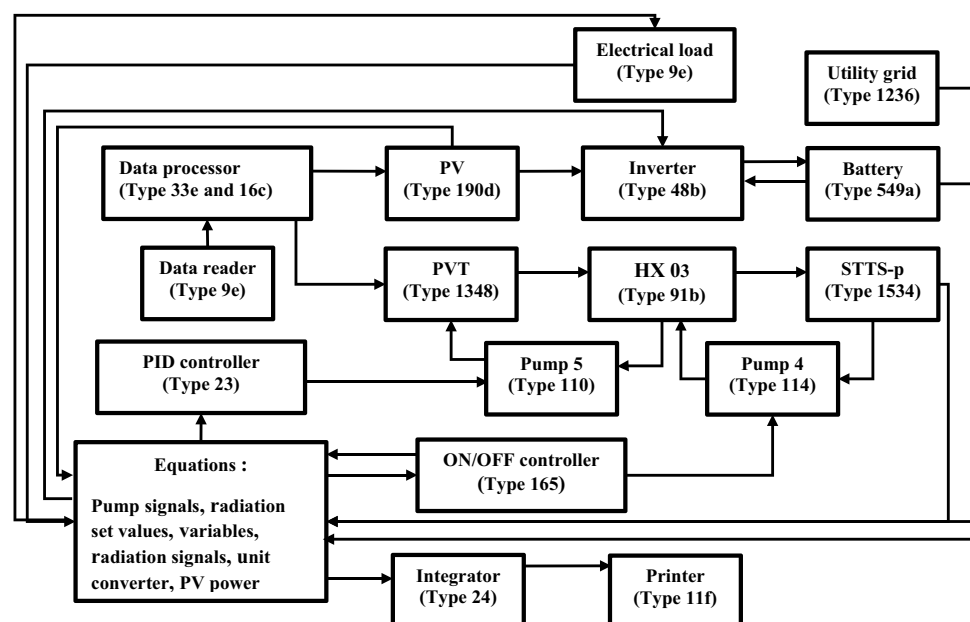 Electrical load
(Type 9e)
Utility grid
(Type 1236)
Data processor
(Type 33e and 16c)
PV
(Type 190d)
Inverter
(Type 48b)
Battery
(Type 549a)
Data reader
(Type 9e)
PVT
(Type 1348)
HX 03
(Type 91b)
STTS-p
(Type 1534)
PID controller
(Type 23)
Pump 5
(Type 110)
Pump 4
(Type 114)
Equations :
Pump signals, radiation
set values, variables,
radiation signals, unit
converter, PV power
ON/OFF controller
(Type 165)
Integrator
(Type 24)
Printer
(Type 11f)